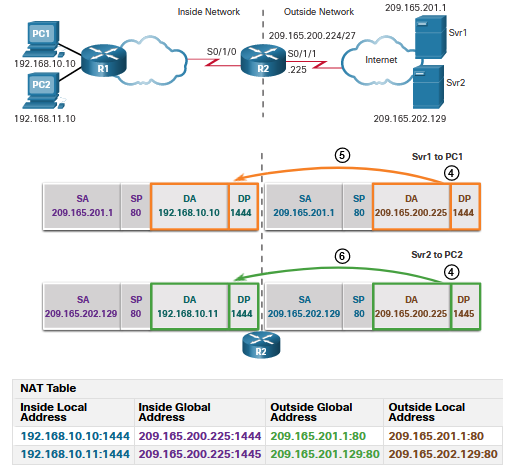 Inside Network
Outside Network
209.165.201.1
PC1
Svr1
209.165.200.224/27
S0/1/0
S0/1/1
Internet
192.168.10.10
R1
R2
.225
PC2
Svr2
192.168.11.10
209.165.202.129
5
Svr1 to PC1
4
SA SP DA DP SA SP DA DP
209.165.201.1 80 192.168.10.10 1444 209.165.201.1 80 209.165.200.225 1444
6
Svr2 to PC2
4
SA SP DA DP SA SP DA DP
209.165.202.129 80 192.168.10.11 1444 209.165.202.129 80 209.165.200.225 1445
R2
NAT Table
Inside Local Address Inside Global Address Outside Global Address Outside Local Address
192.168.10.10:1444 209.165.200.225:1444 209.165.201.1:80 209.165.201.1:80
192.168.10.11:1444 209.165.200.225:1445 209.165.201.129:80 209.165.202.129:80